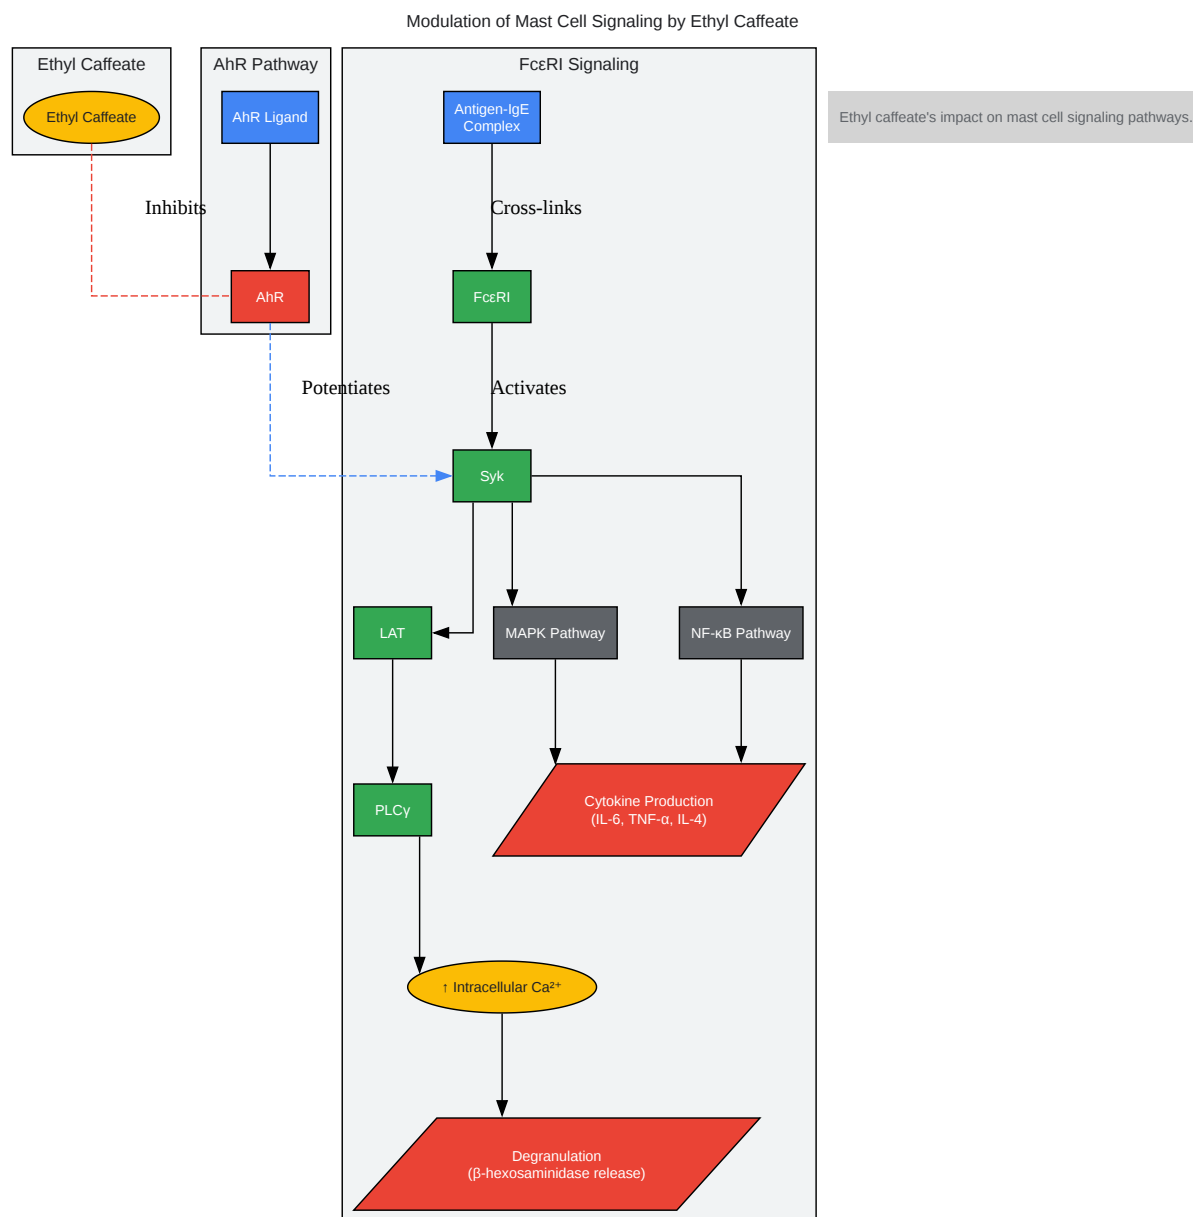 Modulation of Mast Cell Signaling by Ethyl Caffeate
Ethyl Caffeate
AhR Pathway
FcεRI Signaling
Ethyl Caffeate
AhR Ligand
Antigen-IgE
Complex
Ethyl caffeate's impact on mast cell signaling pathways.
Inhibits
Cross-links
AhR
FcεRI
Potentiates
Activates
Syk
LAT
MAPK Pathway
NF-κB Pathway
PLCγ
Cytokine Production
(IL-6, TNF-α, IL-4)
↑ Intracellular Ca²⁺
Degranulation
(β-hexosaminidase release)